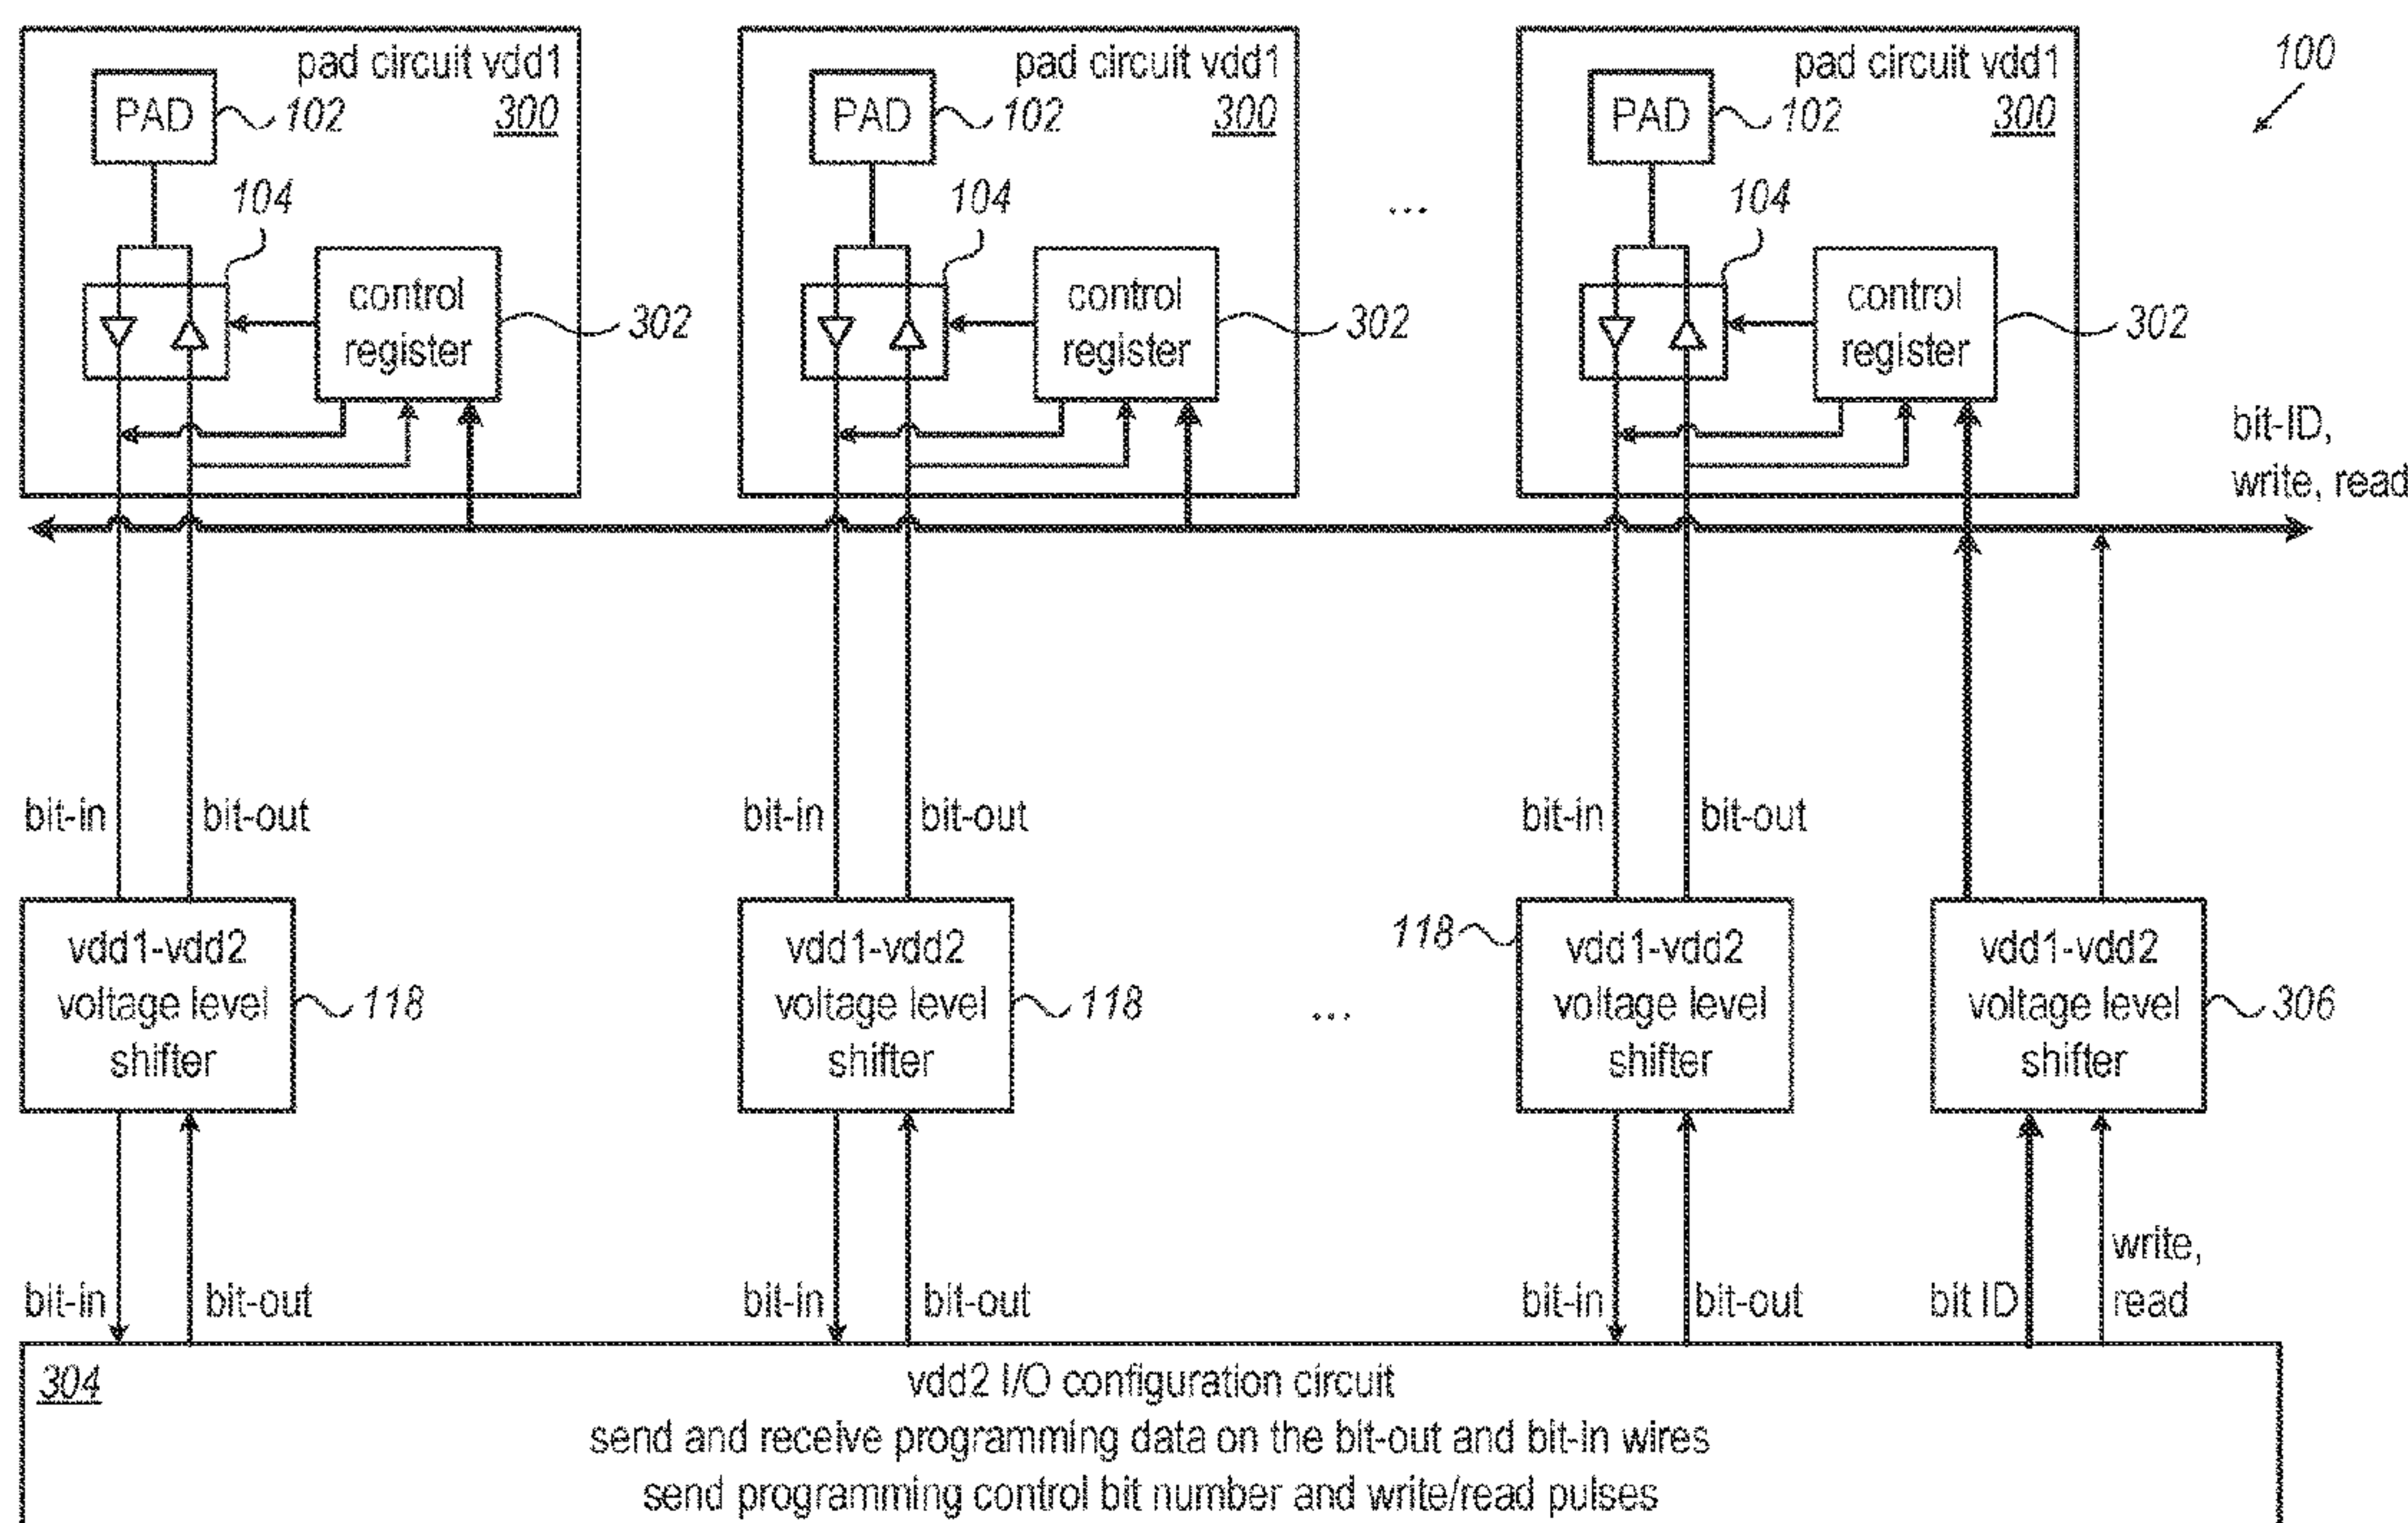 pad circuit vdd1
300
PAD
102
104
control
register
302
pad circuit vdd1
300
PAD
102
104
control
register
302
...
pad circuit vdd1
300
PAD
102
104
control
register
302
100
bit-ID,
write, read
bit-in
bit-out
bit-in
bit-out
bit-in
bit-out
vdd1-vdd2
voltage level
shifter
118
vdd1-vdd2
voltage level
shifter
118
...
118
vdd1-vdd2
voltage level
shifter
vdd1-vdd2
voltage level
shifter
306
bit-in
bit-out
bit-in
bit-out
bit-in
bit-out
bit ID
write,
read
304
vdd2 I/O configuration circuit
send and receive programming data on the bit-out and bit-in wires
send programming control bit number and write/read pulses